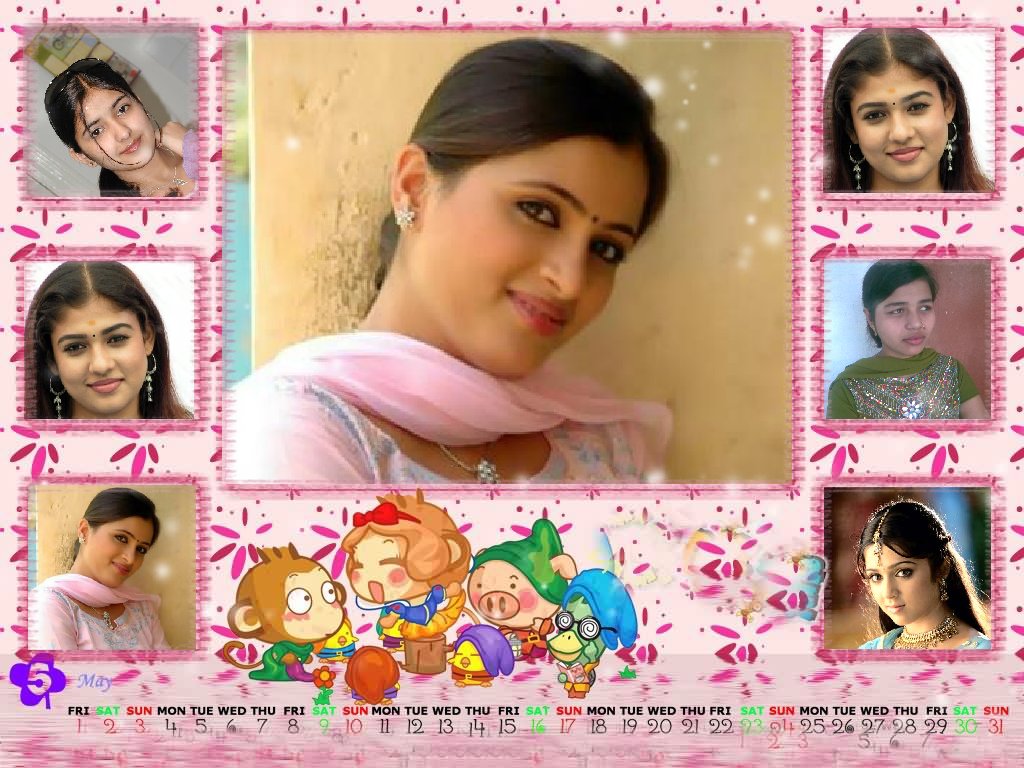 5 May
FRI SAT SUN MON TUE WED THU FRI SAT SUN MON TUE WED THU FRI SAT SUN MON TUE WED THU FRI SAT SUN MON TUE WED THU FRI SAT SUN
1 2 3 4 5 6 7 8 9 10 11 12 13 14 15 16 17 18 19 20 21 22 23 24 25 26 27 28 29 30 31